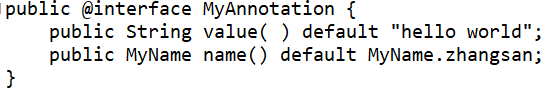 public @interface MyAnnotation {
    public String value( ) default "hello world";
    public MyName name() default MyName.zhangsan;
}